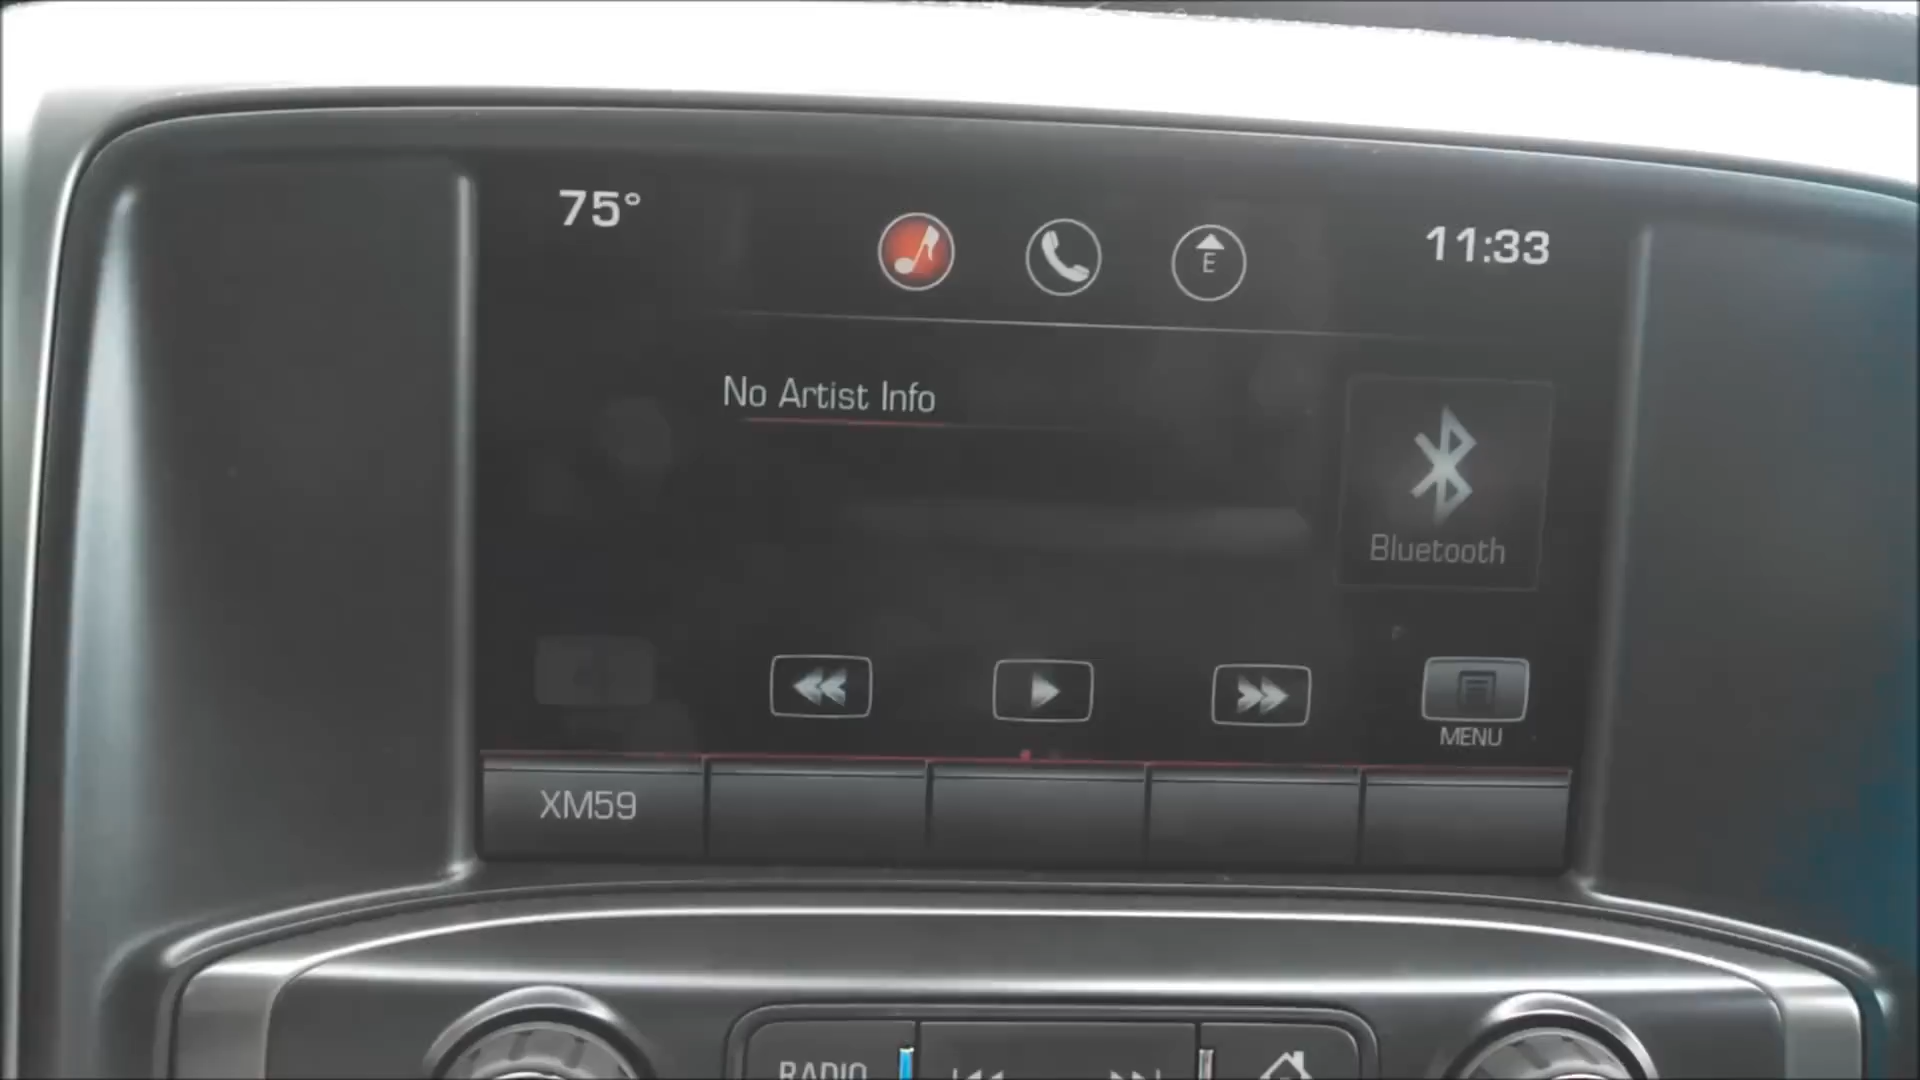 75°
E
11:33
No Artist Info
Bluetooth
MENU
XM59
RADIO